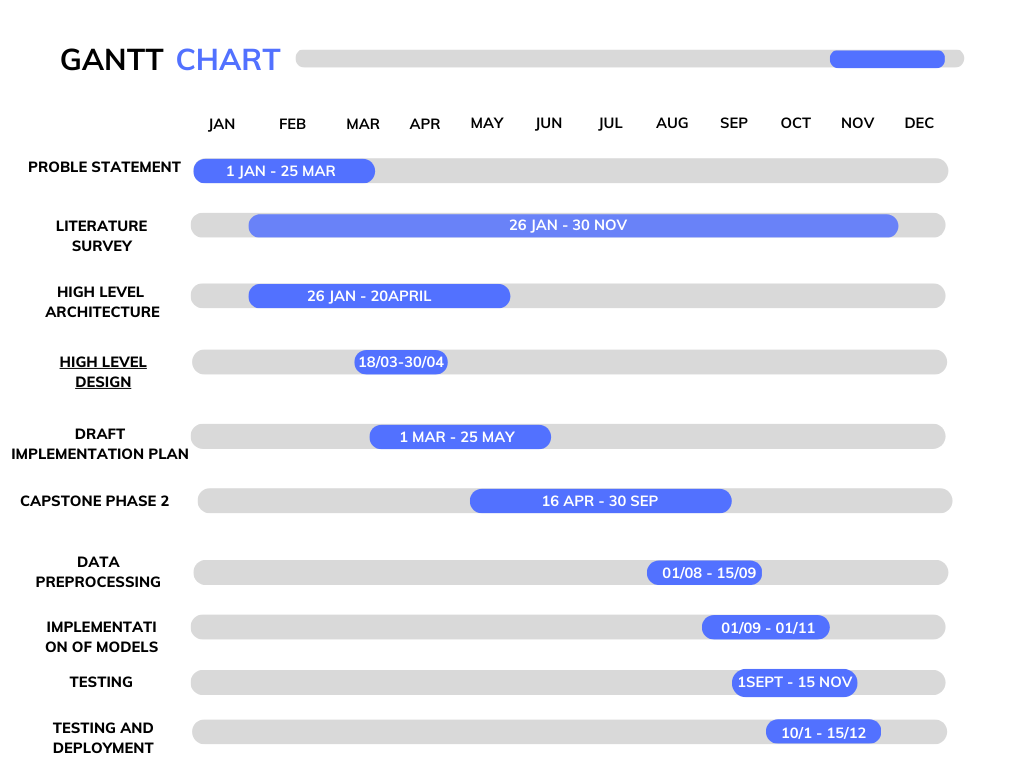 GANTT CHART
JAN FEB MAR APR MAY JUN JUL AUG SEP OCT NOV DEC
PROBLE STATEMENT
1 JAN - 25 MAR
LITERATURE
SURVEY
26 JAN - 30 NOV
HIGH LEVEL
ARCHITECTURE
26 JAN - 20APRIL
HIGH LEVEL
DESIGN
18/03-30/04
DRAFT
IMPLEMENTATION PLAN
1 MAR - 25 MAY
CAPSTONE PHASE 2
16 APR - 30 SEP
DATA
PREPROCESSING
01/08 - 15/09
IMPLEMENTATI
ON OF MODELS
01/09 - 01/11
TESTING
1SEPT - 15 NOV
TESTING AND
DEPLOYMENT
10/1 - 15/12